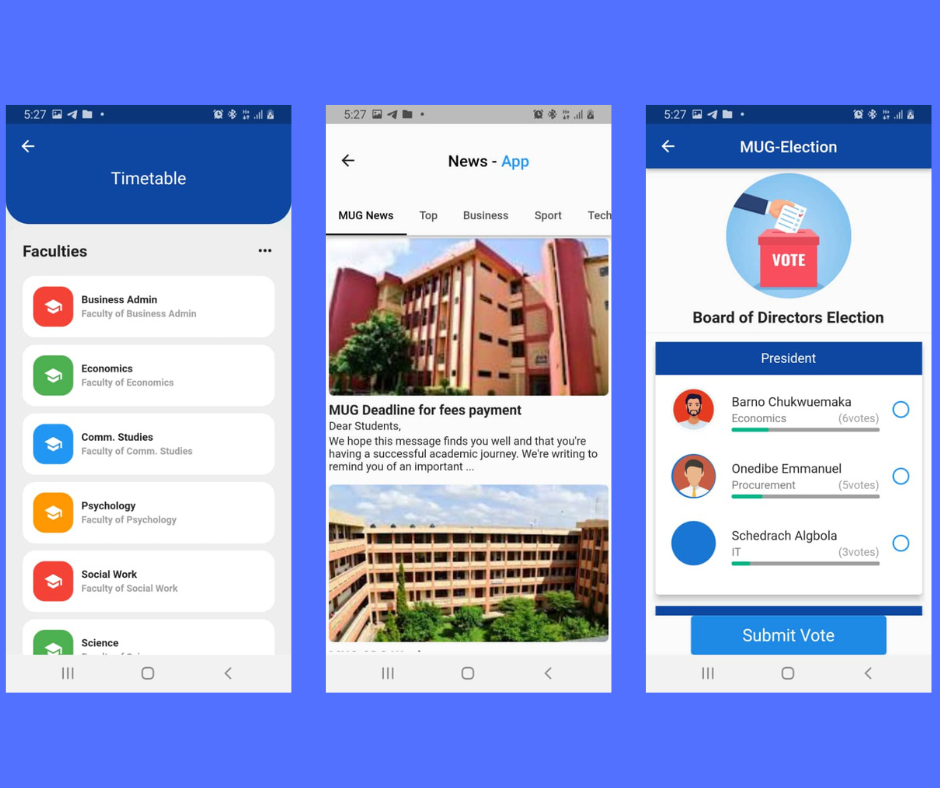 5:27
Timetable
Faculties
Business Admin
Faculty of Business Admin
Economics
Faculty of Economics
Comm. Studies
Faculty of Comm. Studies
Psychology
Faculty of Psychology
Social Work
Faculty of Social Work
Science
5:27
News - App
MUG News Top Business Sport Tech
MUG Deadline for fees payment
Dear Students,
We hope this message finds you well and that you're
having a successful academic journey. We're writing to
remind you of an important ...
5:27
MUG-Election
VOTE
Board of Directors Election
President
Barno Chukwuemaka
Economics (6votes)
Onedibe Emmanuel
Procurement (5votes)
Schedrach Algbola
IT (3votes)
Submit Vote